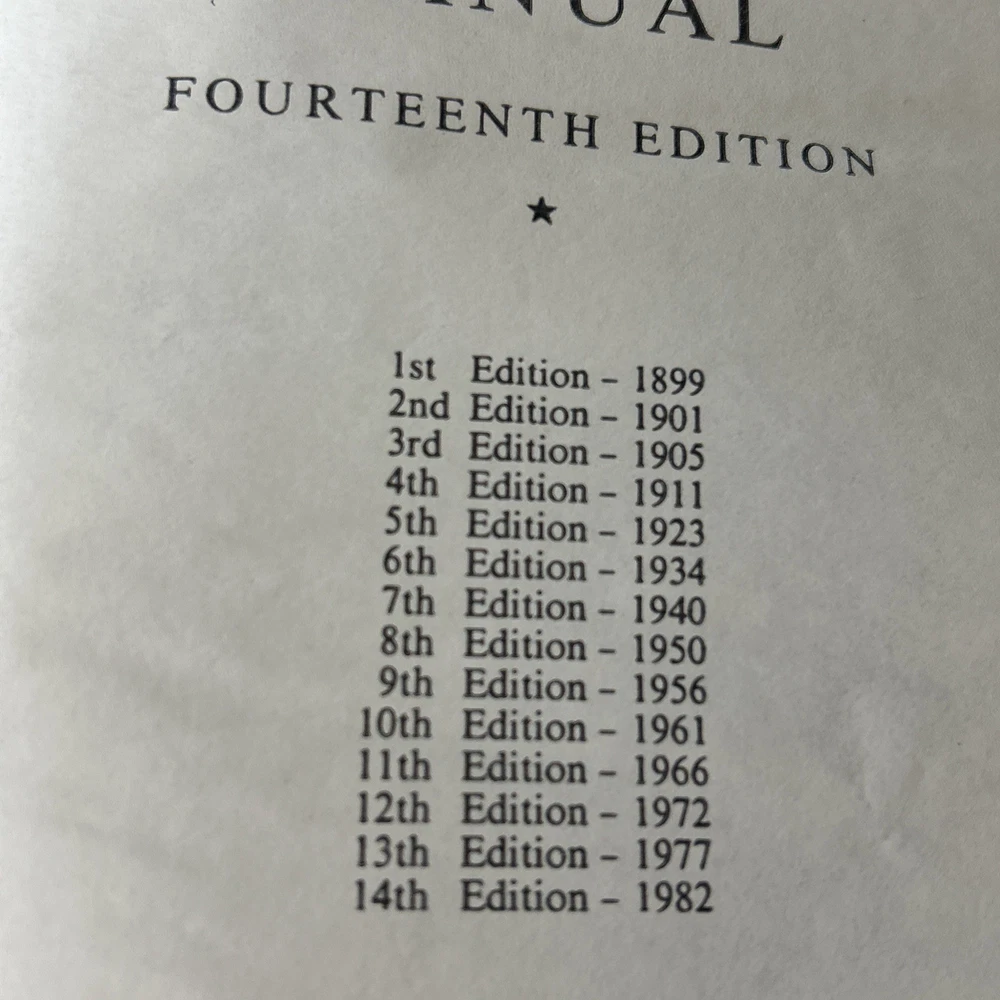 FOURTEENTH EDITION
★
1st Edition – 1899
2nd Edition – 1901
3rd Edition – 1905
4th Edition – 1911
5th Edition – 1923
6th Edition – 1934
7th Edition – 1940
8th Edition – 1950
9th Edition – 1956
10th Edition – 1961
11th Edition – 1966
12th Edition – 1972
13th Edition – 1977
14th Edition – 1982